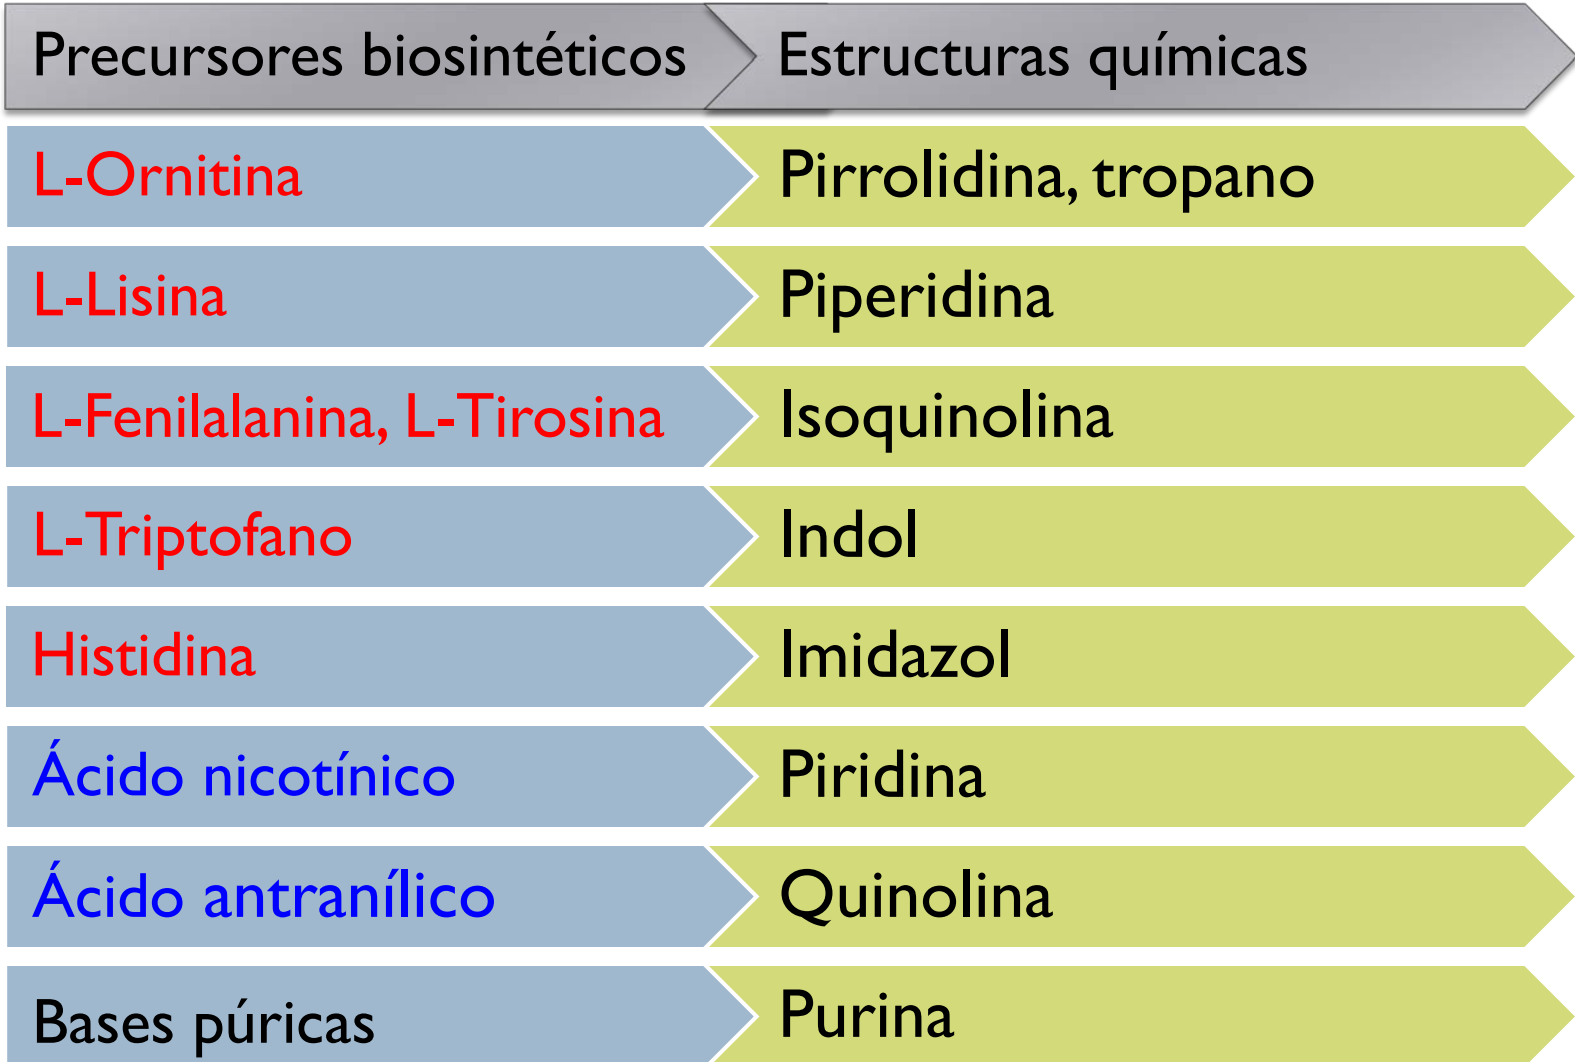 Precursores biosintéticos Estructuras químicas
L-Ornitina Pirrolidina, tropano
L-Lisina Piperidina
L-Fenilalanina, L-Tirosina Isoquinolina
L-Triptofano Indol
Histidina Imidazol
Ácido nicotínico Piridina
Ácido antranílico Quinolina
Bases púricas Purina